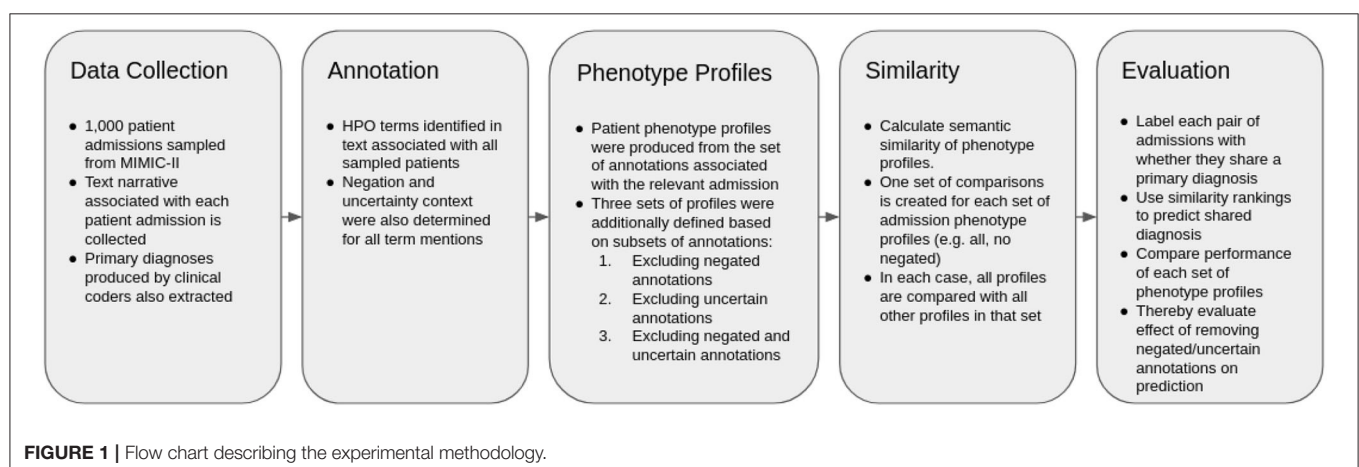 Data Collection
● 1,000 patient
admissions sampled
from MIMIC-II
● Text narrative
associated with each
patient admission is
collected
● Primary diagnoses
produced by clinical
coders also extracted
Annotation
● HPO terms identified in
text associated with all
sampled patients
● Negation and
uncertainty context
were also determined
for all term mentions
Phenotype Profiles
● Patient phenotype profiles
were produced from the set
of annotations associated
with the relevant admission
● Three sets of profiles were
additionally defined based
on subsets of annotations:
1. Excluding negated
annotations
2. Excluding uncertain
annotations
3. Excluding negated and
uncertain annotations
Similarity
● Calculate semantic
similarity of phenotype
profiles.
● One set of comparisons
is created for each set of
admission phenotype
profiles (e.g. all, no
negated)
● In each case, all profiles
are compared with all
other profiles in that set
Evaluation
● Label each pair of
admissions with
whether they share a
primary diagnosis
● Use similarity rankings
to predict shared
diagnosis
● Compare performance
of each set of
phenotype profiles
● Thereby evaluate
effect of removing
negated/uncertain
annotations on
prediction
FIGURE 1 | Flow chart describing the experimental methodology.